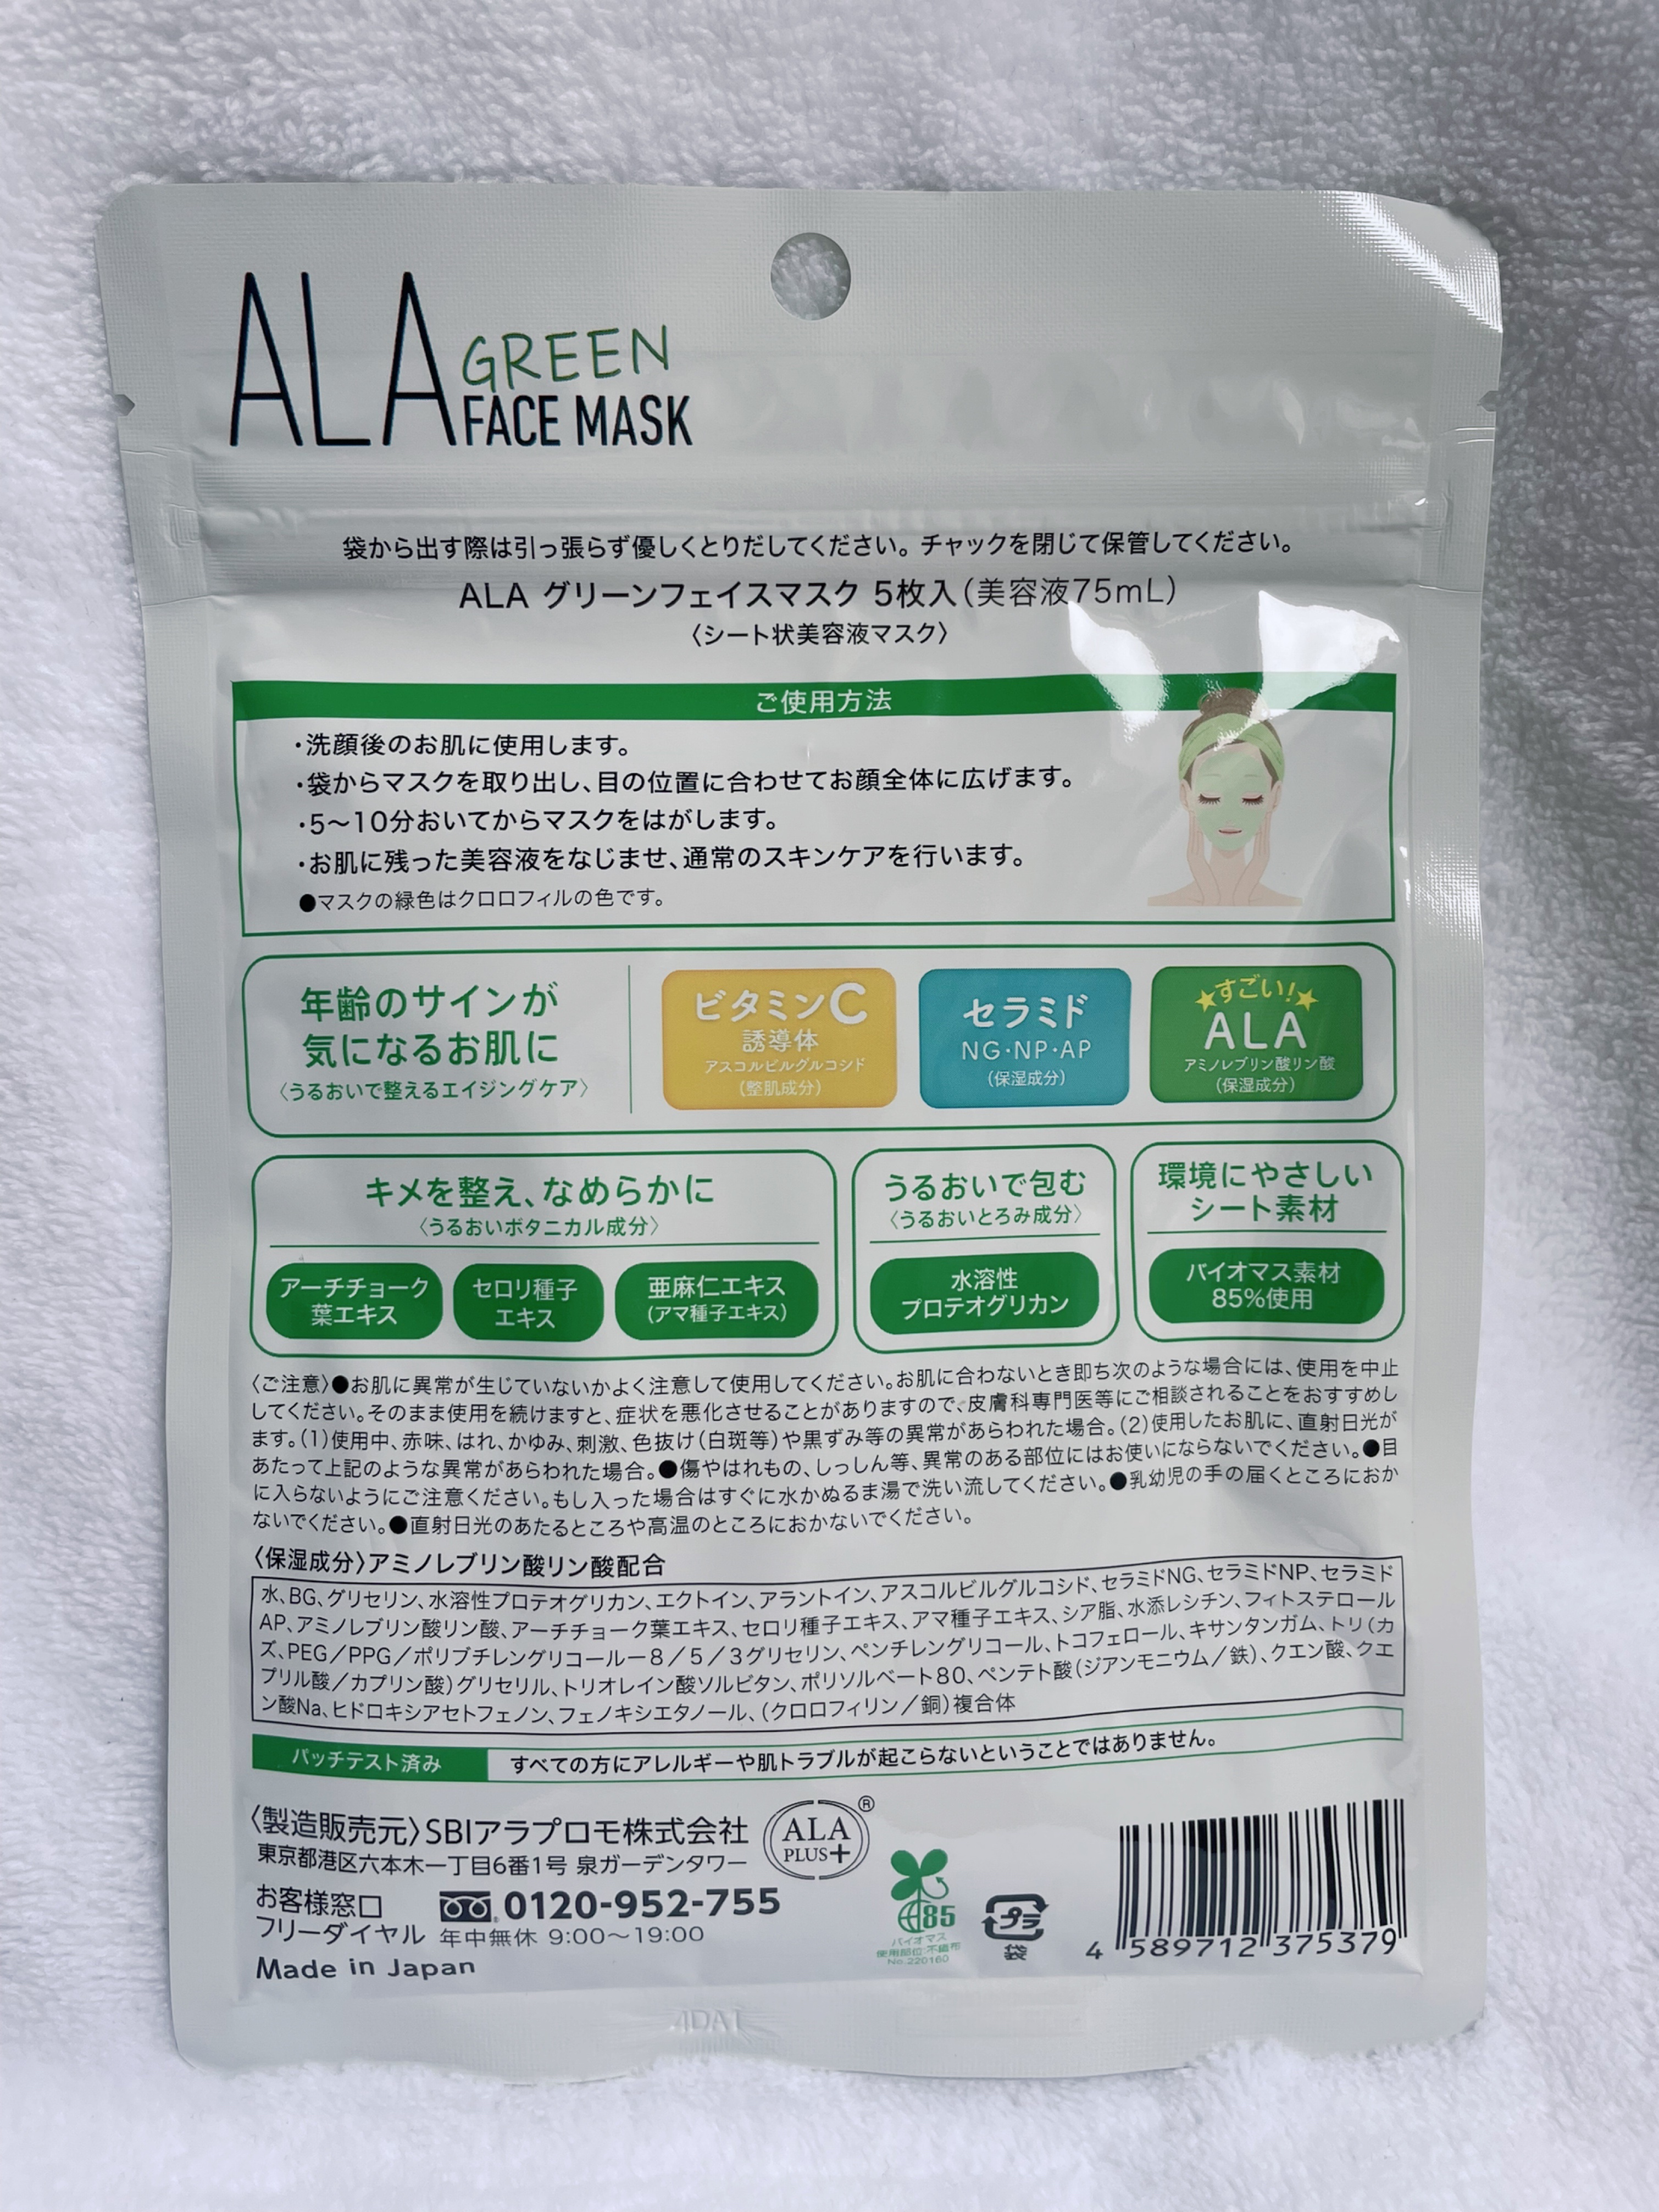 ALA GREEN
FACE MASK
袋から出す際は引っ張らず優しくとりだしてください。チャックを閉じて保管してください。
ALA グリーンフェイスマスク 5枚入(美容液75mL)
〈シート状美容液マスク〉
ご使用方法
・洗顔後のお肌に使用します。
・袋からマスクを取り出し、目の位置に合わせてお顔全体に広げます。
・5〜10分おいてからマスクをはがします。
・お肌に残った美容液をなじませ、通常のスキンケアを行います。
●マスクの緑色はクロロフィルの色です。
年齢のサインが
気になるお肌に
〈うるおいで整えるエイジングケア〉
ビタミンC
誘導体
アスコルビルグルコシド
(整肌成分)
セラミド
NG・NP・AP
(保湿成分)
すごい!
ALA
アミノレブリン酸リン酸
(保湿成分)
キメを整え、なめらかに
〈うるおいボタニカル成分〉
アーチチョーク
葉エキス
セロリ種子
エキス
亜麻仁エキス
(アマ種子エキス)
うるおいで包む
〈うるおいとろみ成分〉
水溶性
プロテオグリカン
環境にやさしい
シート素材
バイオマス素材
85%使用
〈ご注意〉●お肌に異常が生じていないかよく注意して使用してください。お肌に合わないとき即ち次のような場合には、使用を中止
してください。そのまま使用を続けますと、症状を悪化させることがありますので、皮膚科専門医等にご相談されることをおすすめし
ます。(1)使用中、赤味、はれ、かゆみ、刺激、色抜け(白斑等)や黒ずみ等の異常があらわれた場合。(2)使用したお肌に、直射日光が
あたって上記のような異常があらわれた場合。●傷やはれもの、しっしん等、異常のある部位にはお使いにならないでください。●目
に入らないようにご注意ください。もし入った場合はすぐに水かぬるま湯で洗い流してください。●乳幼児の手の届くところにおか
ないでください。●直射日光のあたるところや高温のところにおかないでください。
〈保湿成分〉アミノレブリン酸リン酸配合
水、BG、グリセリン、水溶性プロテオグリカン、エクトイン、アラントイン、アスコルビルグルコシド、セラミドNG、セラミドNP、セラミド
AP、アミノレブリン酸リン酸、アーチチョーク葉エキス、セロリ種子エキス、アマ種子エキス、シア脂、水添レシチン、フィトステロール
ズ、PEG/PPG/ポリブチレングリコールー8/5/3グリセリン、ペンチレングリコール、トコフェロール、キサンタンガム、トリ(カ
プリル酸/カプリン酸)グリセリル、トリオレイン酸ソルビタン、ポリソルベート80、ペンテト酸(ジアンモニウム/鉄)、クエン酸、クエ
ン酸Na、ヒドロキシアセトフェノン、フェノキシエタノール、(クロロフィリン/銅)複合体
パッチテスト済み すべての方にアレルギーや肌トラブルが起こらないということではありません。
〈製造販売元〉SBIアラプロモ株式会社
東京都港区六本木一丁目6番1号 泉ガーデンタワー
ALA
PLUS+
®
お客様窓口
フリーダイヤル
0120-952-755
年中無休 9:00〜19:00
Made in Japan
85
バイオマス
使用部位:不織布
No.220160
プラ
袋
4 589712 375379